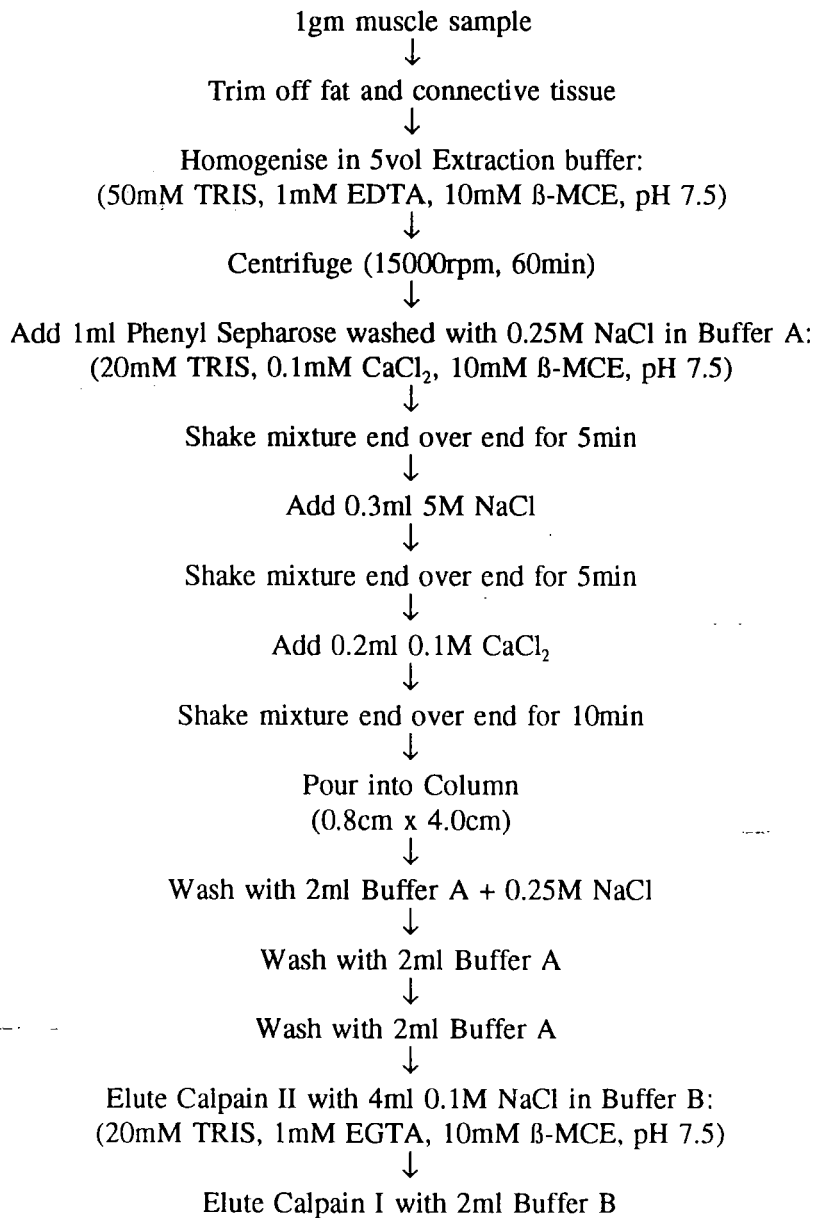 1gm muscle sample
↓
Trim off fat and connective tissue
↓
Homogenise in 5vol Extraction buffer:
(50mM TRIS, 1mM EDTA, 10mM ß-MCE, pH 7.5)
↓
Centrifuge (15000rpm, 60min)
↓
Add 1ml Phenyl Sepharose washed with 0.25M NaCl in Buffer A:
(20mM TRIS, 0.1mM CaCl₂, 10mM ß-MCE, pH 7.5)
↓
Shake mixture end over end for 5min
↓
Add 0.3ml 5M NaCl
↓
Shake mixture end over end for 5min
↓
Add 0.2ml 0.1M CaCl₂
↓
Shake mixture end over end for 10min
↓
Pour into Column
(0.8cm x 4.0cm)
↓
Wash with 2ml Buffer A + 0.25M NaCl
↓
Wash with 2ml Buffer A
↓
Wash with 2ml Buffer A
↓
Elute Calpain II with 4ml 0.1M NaCl in Buffer B:
(20mM TRIS, 1mM EGTA, 10mM ß-MCE, pH 7.5)
↓
Elute Calpain I with 2ml Buffer B